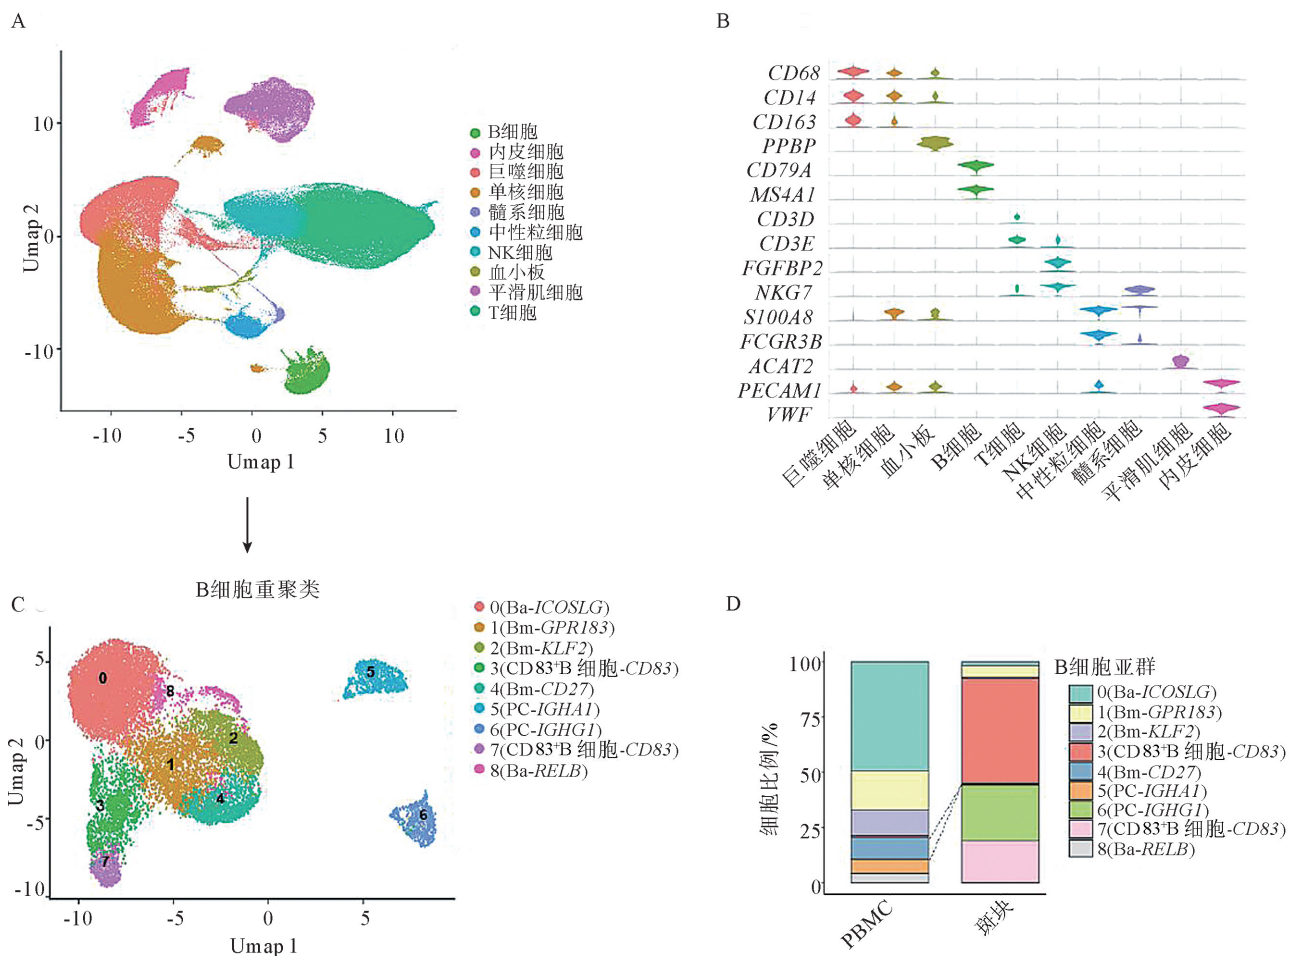 A
10
0
-10
-10
-5
0
5
10
Umap 1
Umap 2
B细胞
内皮细胞
巨噬细胞
单核细胞
髓系细胞
中性粒细胞
NK细胞
血小板
平滑肌细胞
T细胞
B
CD68
CD14
CD163
PPBP
CD79A
MS4A1
CD3D
CD3E
FGFBP2
NKG7
S100A8
FCGR3B
ACAT2
PECAM1
VWF
巨噬细胞
单核细胞
血小板
B细胞
T细胞
NK细胞
中性粒细胞
髓系细胞
平滑肌细胞
内皮细胞
C
B细胞重聚类
5
0
-5
-10
-10
-5
0
5
Umap 1
Umap 2
0
8
5
2
1
3
4
6
7
0(Ba-ICOSLG)
1(Bm-GPR183)
2(Bm-KLF2)
3(CD83⁺B 细胞-CD83)
4(Bm-CD27)
5(PC-IGHA1)
6(PC-IGHG1)
7(CD83⁺B 细胞-CD83)
8(Ba-RELB)
D
细胞比例/%
100
75
50
25
0
PBMC
斑块
B细胞亚群
0(Ba-ICOSLG)
1(Bm-GPR183)
2(Bm-KLF2)
3(CD83⁺B 细胞-CD83)
4(Bm-CD27)
5(PC-IGHA1)
6(PC-IGHG1)
7(CD83⁺B 细胞-CD83)
8(Ba-RELB)